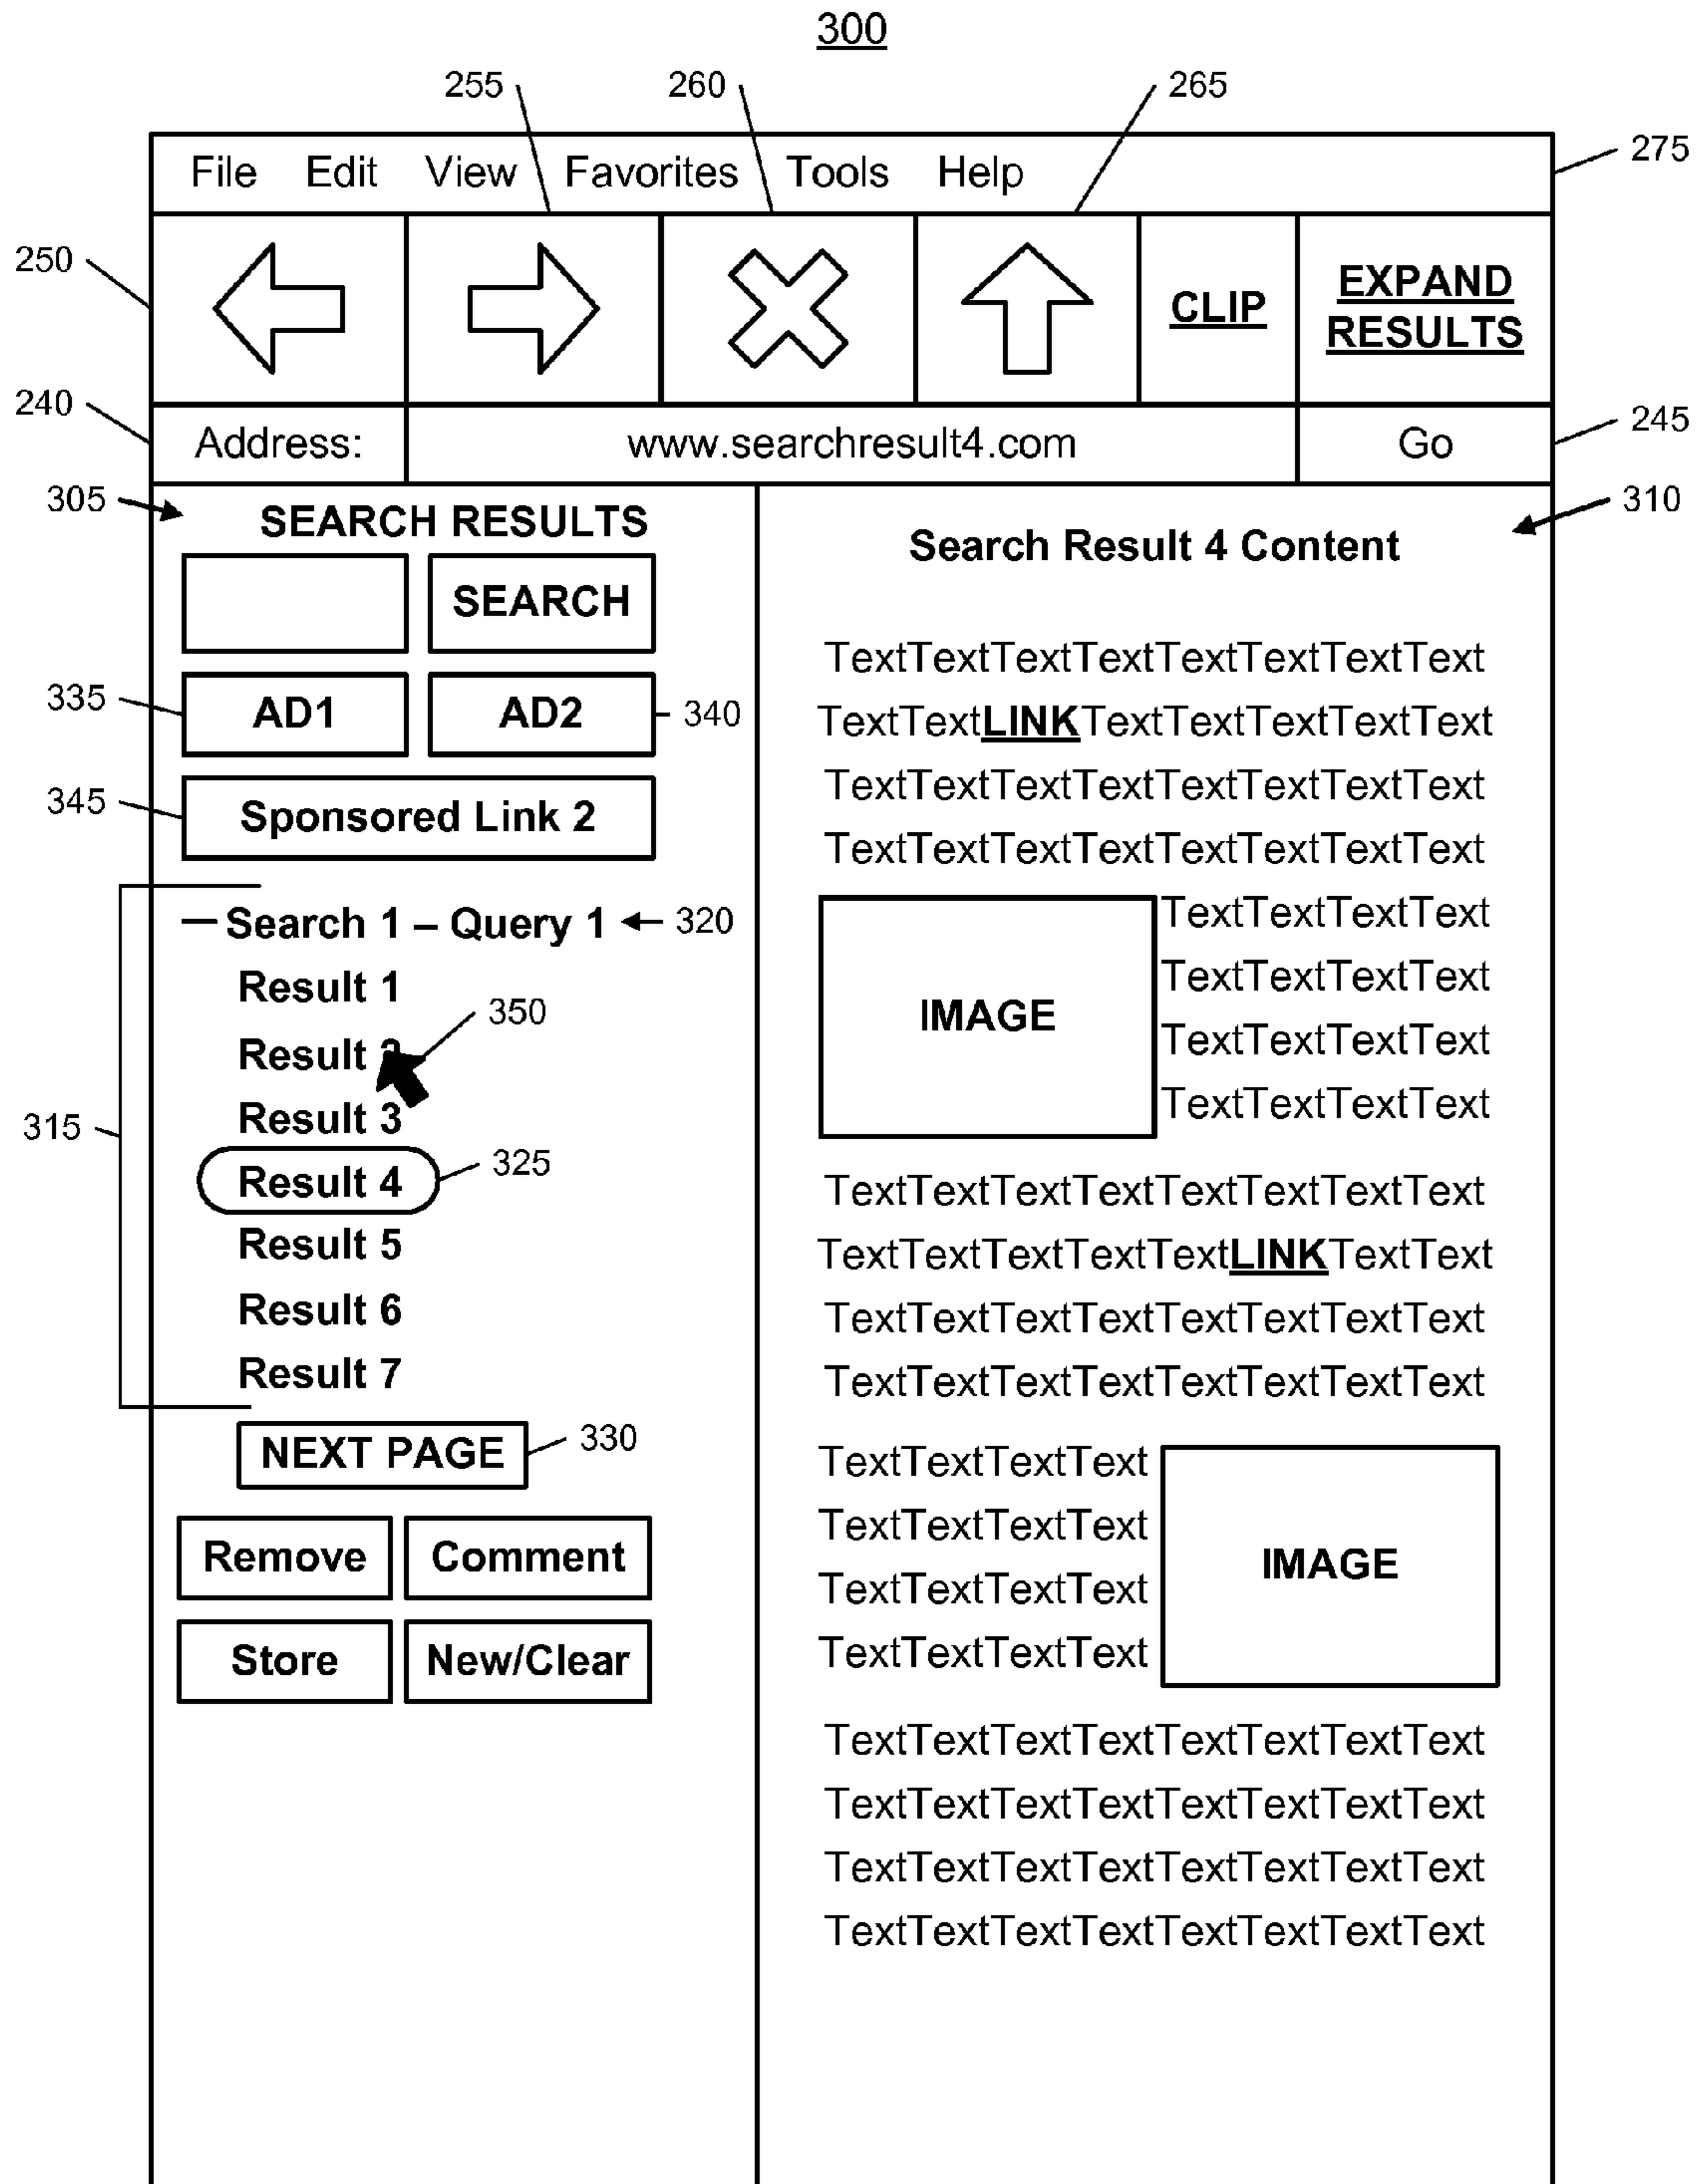 300
255 260 265
File Edit View Favorites Tools Help 275
250 CLIP EXPAND
RESULTS
240 Address: www.searchresult4.com Go 245
305 SEARCH RESULTS
SEARCH
335 AD1 AD2 340
345 Sponsored Link 2
— Search 1 – Query 1 320
Result 1
350
Result 2
Result 3
315
Result 4 325
Result 5
Result 6
Result 7
NEXT PAGE 330
Remove Comment
Store New/Clear
310
Search Result 4 Content
TextTextTextTextTextTextTextText
TextTextLINKTextTextTextTextText
TextTextTextTextTextTextTextText
TextTextTextTextTextTextTextText
TextTextTextText
TextTextTextText
IMAGE
TextTextTextText
TextTextTextText
TextTextTextTextTextTextTextText
TextTextTextTextTextLINKTextText
TextTextTextTextTextTextTextText
TextTextTextTextTextTextTextText
TextTextTextText
TextTextTextText
IMAGE
TextTextTextText
TextTextTextText
TextTextTextTextTextTextTextText
TextTextTextTextTextTextTextText
TextTextTextTextTextTextTextText
TextTextTextTextTextTextTextText